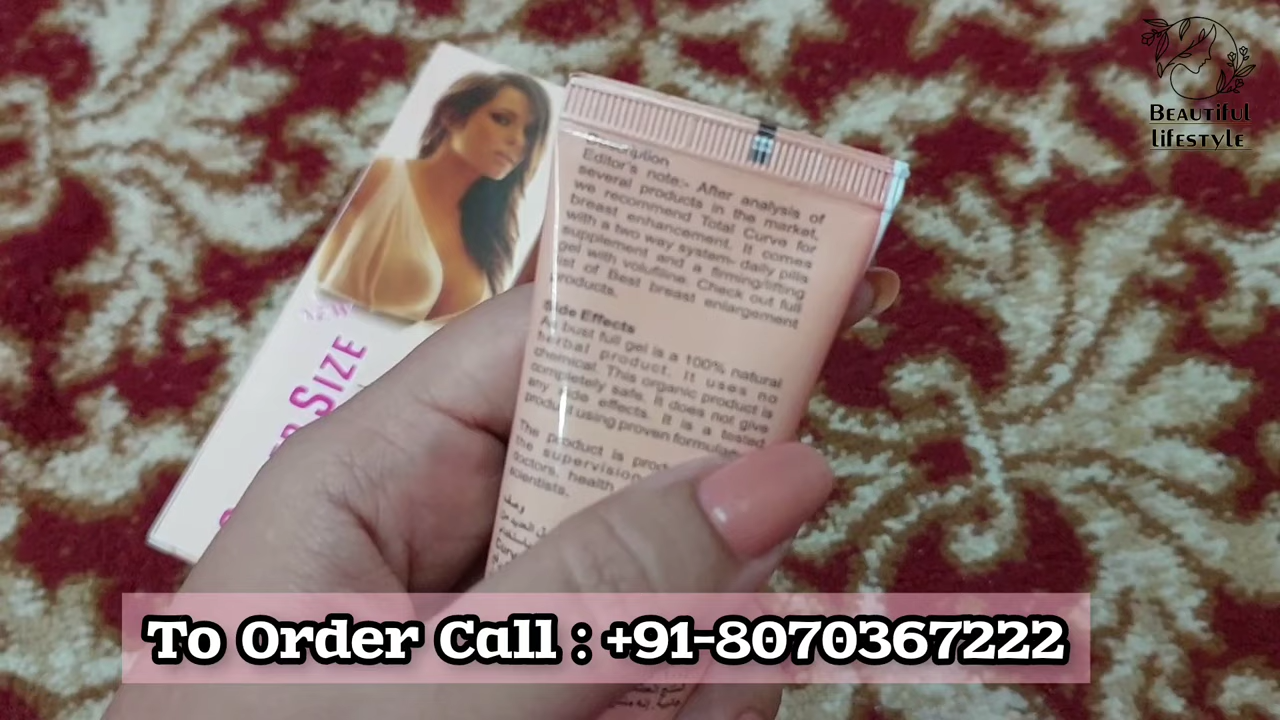 BEAUTIFUL
LIFESTYLE
Description
Editor's note:- After analysis of
several products in the market,
we recommend Total Curve for
breast enhancement. It comes
with a two way system- daily pills
supplement and a firming/lifting
gel with volufiline. Check out full
list of Best breast enlargement
products.
Side Effects
As bust full gel is a 100% natural
herbal product. It uses no
chemical. This organic product is
completely safe. It does not give
any side effects. It is a tested
product using proven formula
The product is
the supervision
doctors, health
scientists.
وصف
SIZE
To Order Call : +91-8070367222